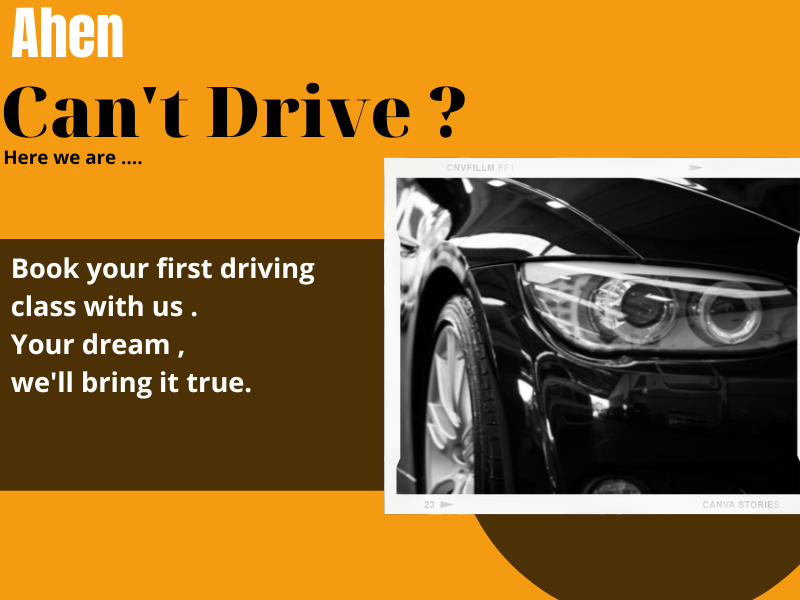 Ahen
Can't Drive ?
Here we are ....
CNVFILLM FF1
Book your first driving
class with us .
Your dream ,
we'll bring it true.
23
CANVA STORIES